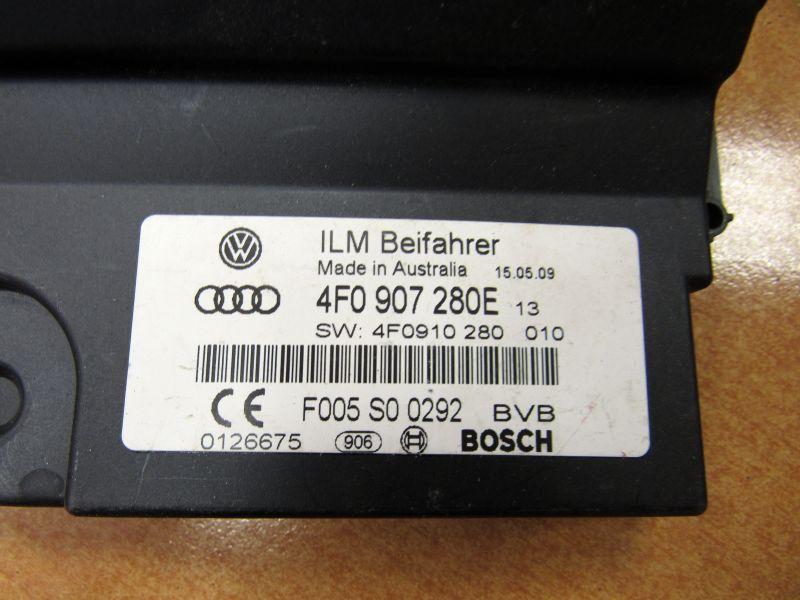 ILM Beifahrer
Made in Australia 15.05.09
4F0 907 280E 13
SW: 4F0910 280 010
CE F005 S0 0292 BVB
0126675 906 BOSCH